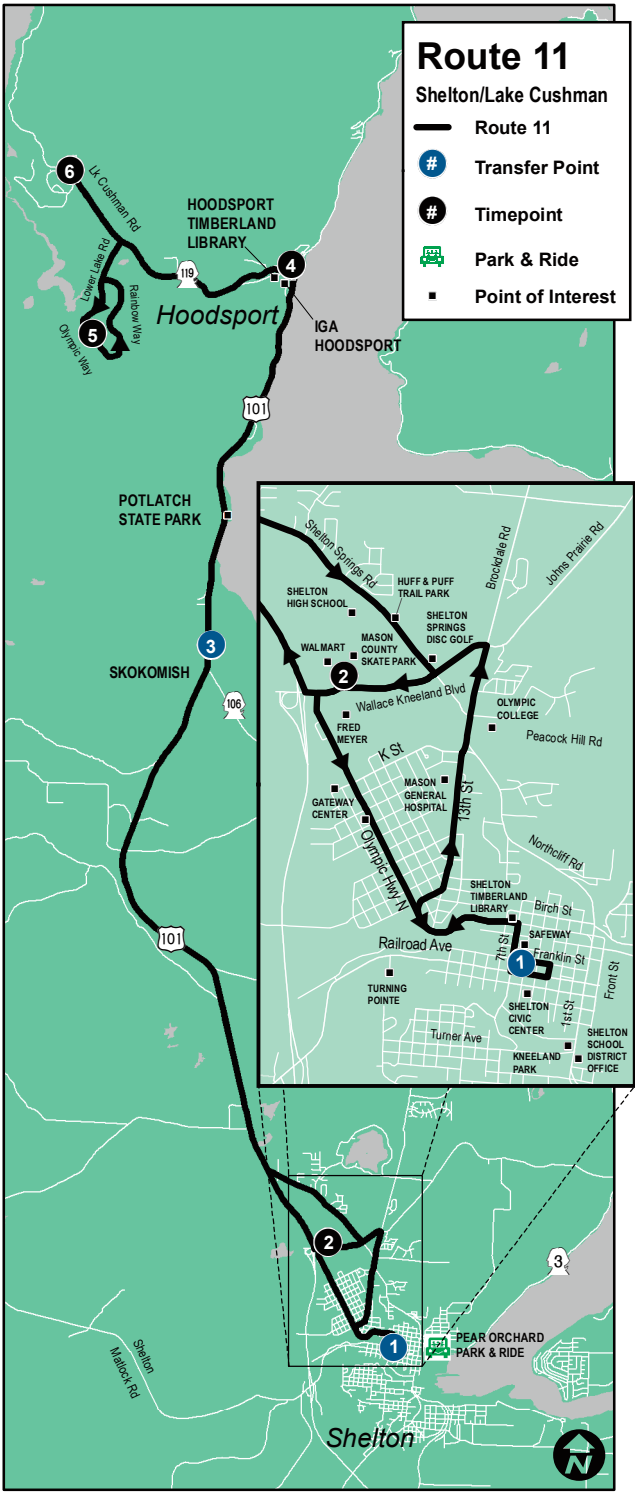 Route 11
Shelton/Lake Cushman
Route 11
# Transfer Point
# Timepoint
Park & Ride
Point of Interest
6
Lk Cushman Rd
HOODSPORT
TIMBERLAND
LIBRARY
4
119
Lower Lake Rd
Rainbow Way
Hoodsport
IGA
HOODSPORT
5
Olympic Way
101
POTLATCH
STATE PARK
3
SKOKOMISH
106
101
Shelton Springs Rd
Brockdale Rd
Johns Prairie Rd
HUFF & PUFF
TRAIL PARK
SHELTON
HIGH SCHOOL
SHELTON
SPRINGS
DISC GOLF
MASON
COUNTY
SKATE PARK
WALMART
2
Wallace Kneeland Blvd
OLYMPIC
COLLEGE
FRED
MEYER
Peacock Hill Rd
K St
GATEWAY
CENTER
MASON
GENERAL
HOSPITAL
13th St
Olympic Hwy N
Northcliff Rd
SHELTON
TIMBERLAND
LIBRARY
Birch St
Railroad Ave
7th St
SAFEWAY
Franklin St
1
Front St
TURNING
POINTE
SHELTON
CIVIC
CENTER
1st St
Turner Ave
KNEELAND
PARK
SHELTON
SCHOOL
DISTRICT
OFFICE
2
3
1
PEAR ORCHARD
PARK & RIDE
Shelton
Matlock Rd
Shelton
N